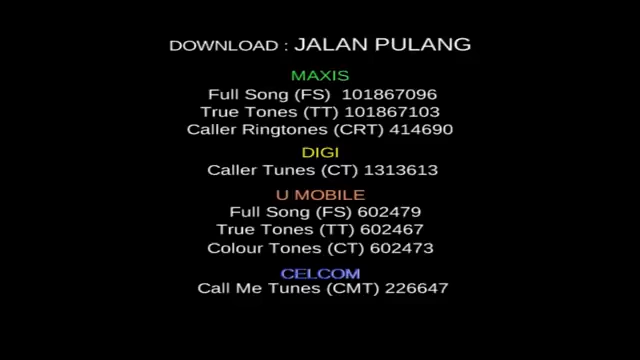 DOWNLOAD : JALAN PULANG
MAXIS
Full Song (FS)  101867096
True Tones (TT) 101867103
Caller Ringtones (CRT) 414690
DIGI
Caller Tunes (CT) 1313613
U MOBILE
Full Song (FS) 602479
True Tones (TT) 602467
Colour Tones (CT) 602473
CELCOM
Call Me Tunes (CMT) 226647